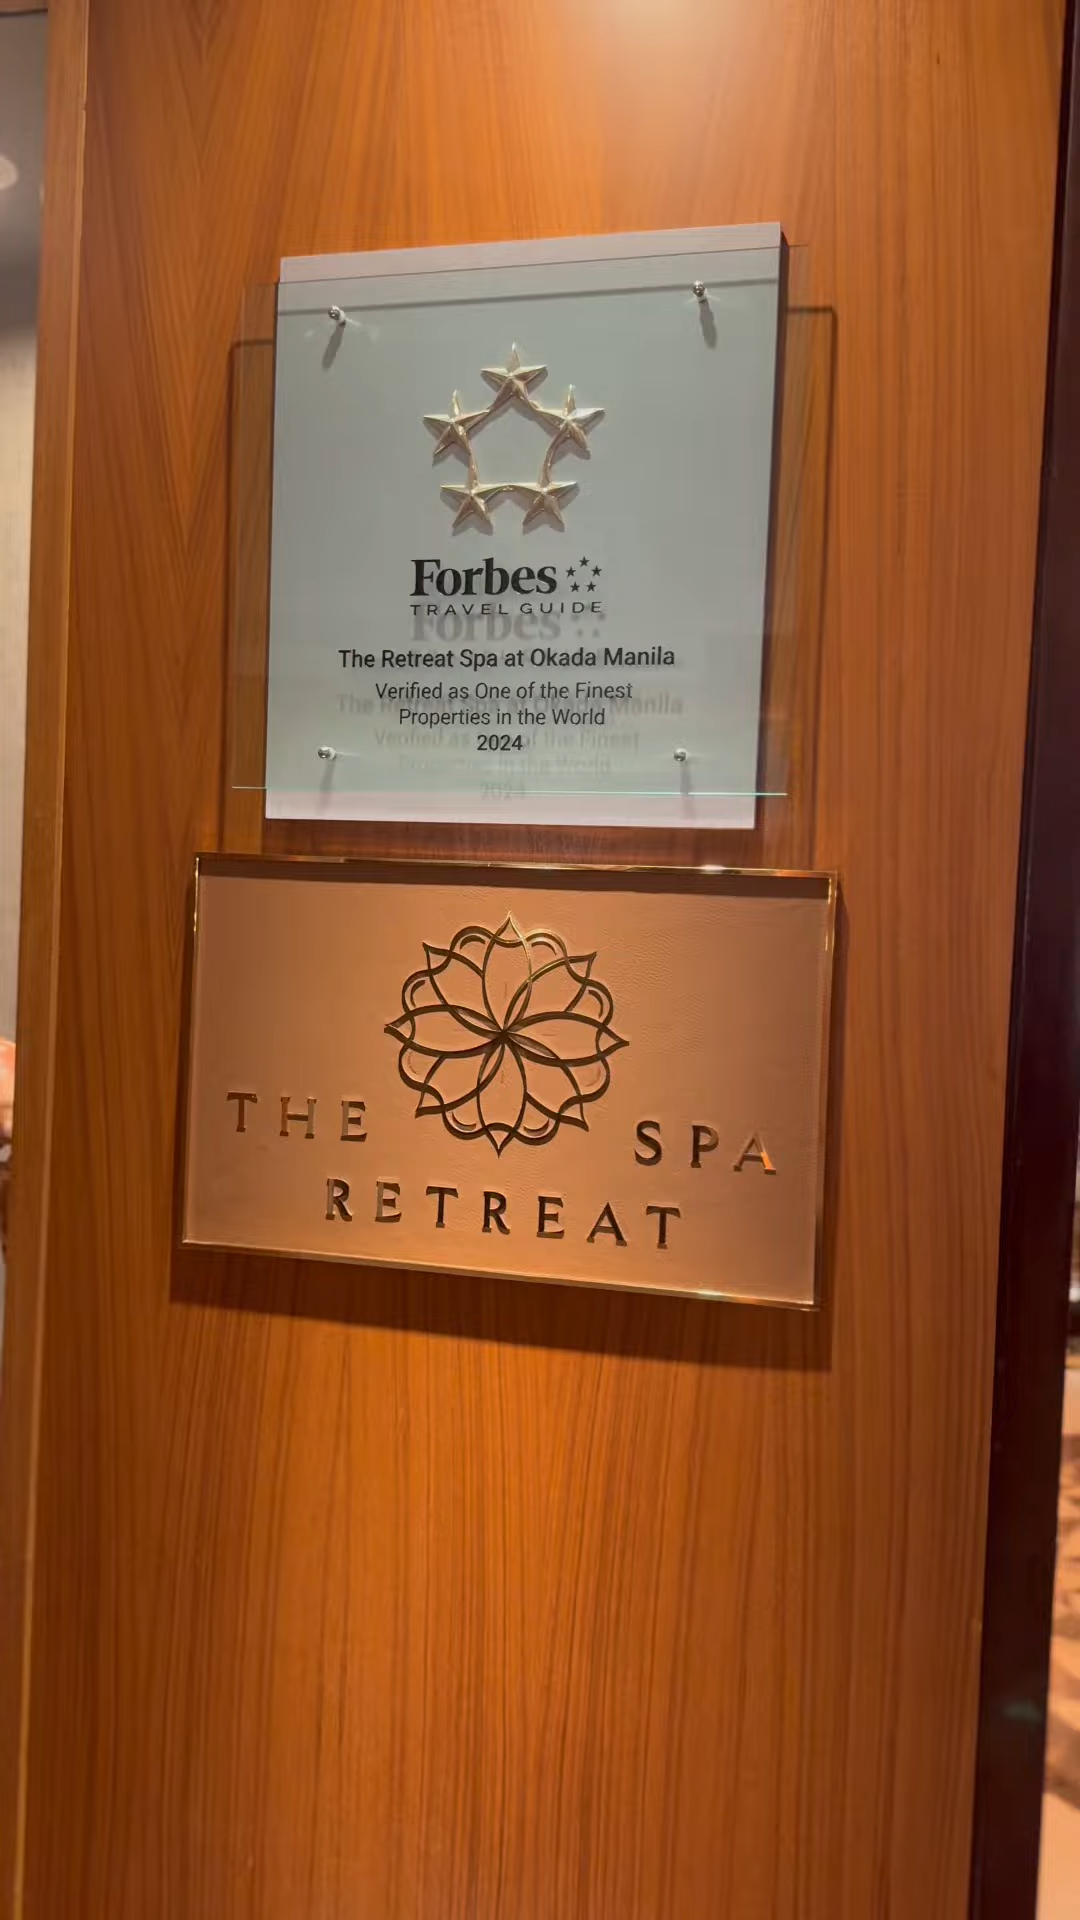 Forbes
TRAVEL GUIDE
The Retreat Spa at Okada Manila
Verified as One of the Finest
Properties in the World
2024
THE SPA
RETREAT